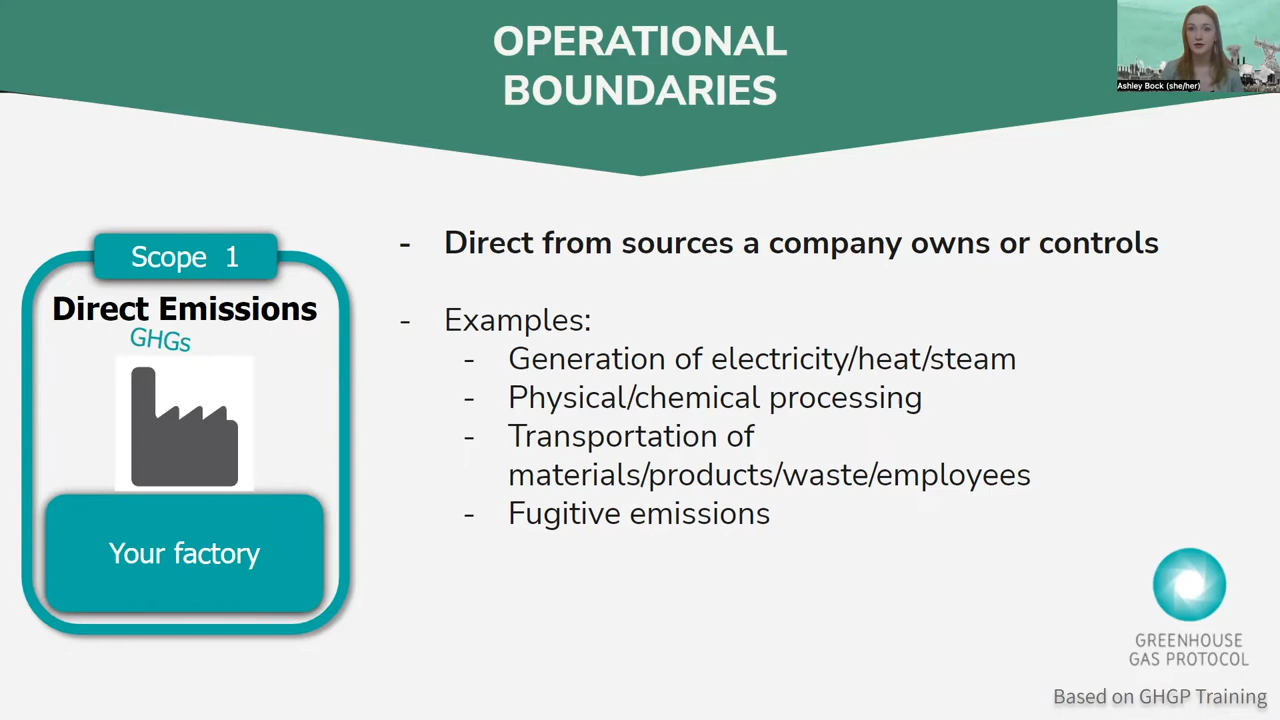 OPERATIONAL
BOUNDARIES
Ashley Bock (she/her)
Scope 1
Direct Emissions
GHGs
Your factory
- Direct from sources a company owns or controls
- Examples:
- Generation of electricity/heat/steam
- Physical/chemical processing
- Transportation of
materials/products/waste/employees
- Fugitive emissions
GREENHOUSE
GAS PROTOCOL
Based on GHGP Training